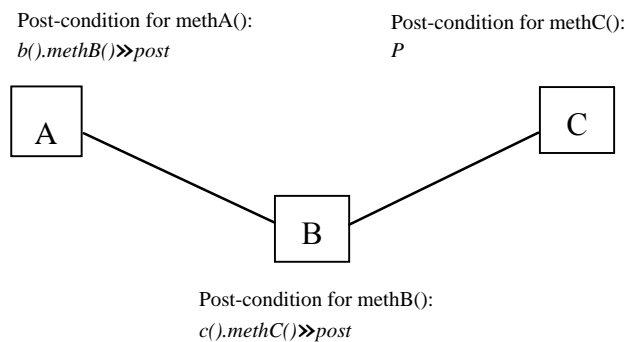 Post-condition for methA():
b().methB()≫post
Post-condition for methC():
P
A
C
B
Post-condition for methB():
c().methC()≫post